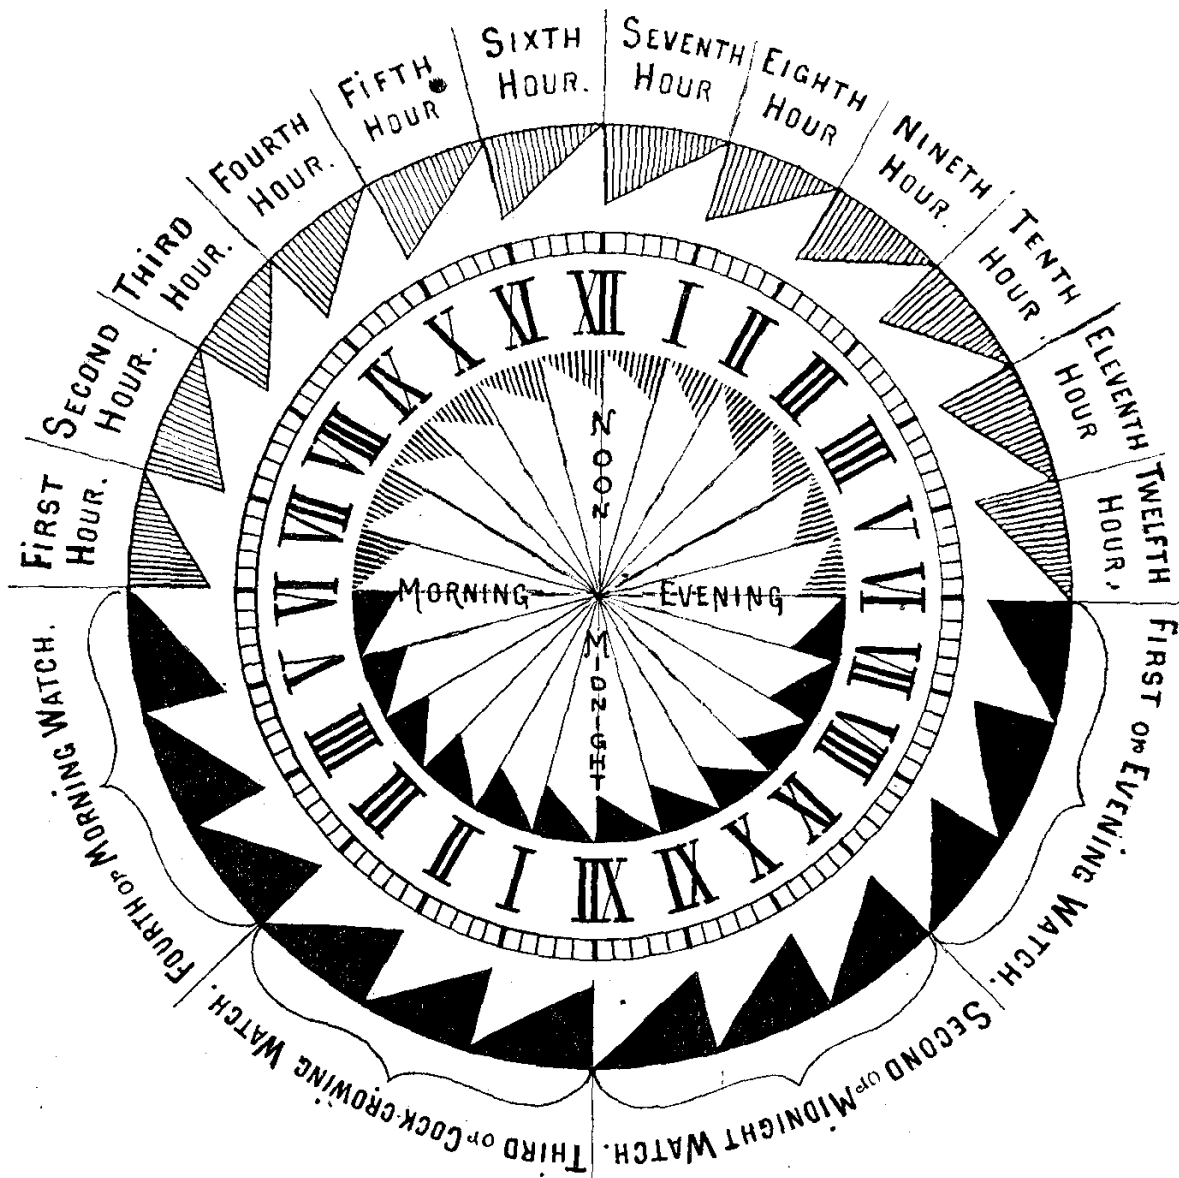 FIRST
HOUR.
SECOND
HOUR.
THIRD
HOUR.
FOURTH
HOUR.
FIFTH
HOUR
SIXTH
HOUR.
SEVENTH
HOUR
EIGHTH
HOUR
NINETH
HOUR.
TENTH
HOUR
ELEVENTH
HOUR
TWELFTH
HOUR,
FIRST OR EVENING WATCH.
SECOND OR MIDNIGHT WATCH.
THIRD OR COCK-CROWING WATCH.
FOURTH OR MORNING WATCH.
XII
I
II
III
IIII
V
VI
VII
VIII
IX
X
XI
XII
I
II
III
IIII
V
VI
VII
VIII
IX
X
XI
NOON
MORNING
EVENING
MIDNIGHT